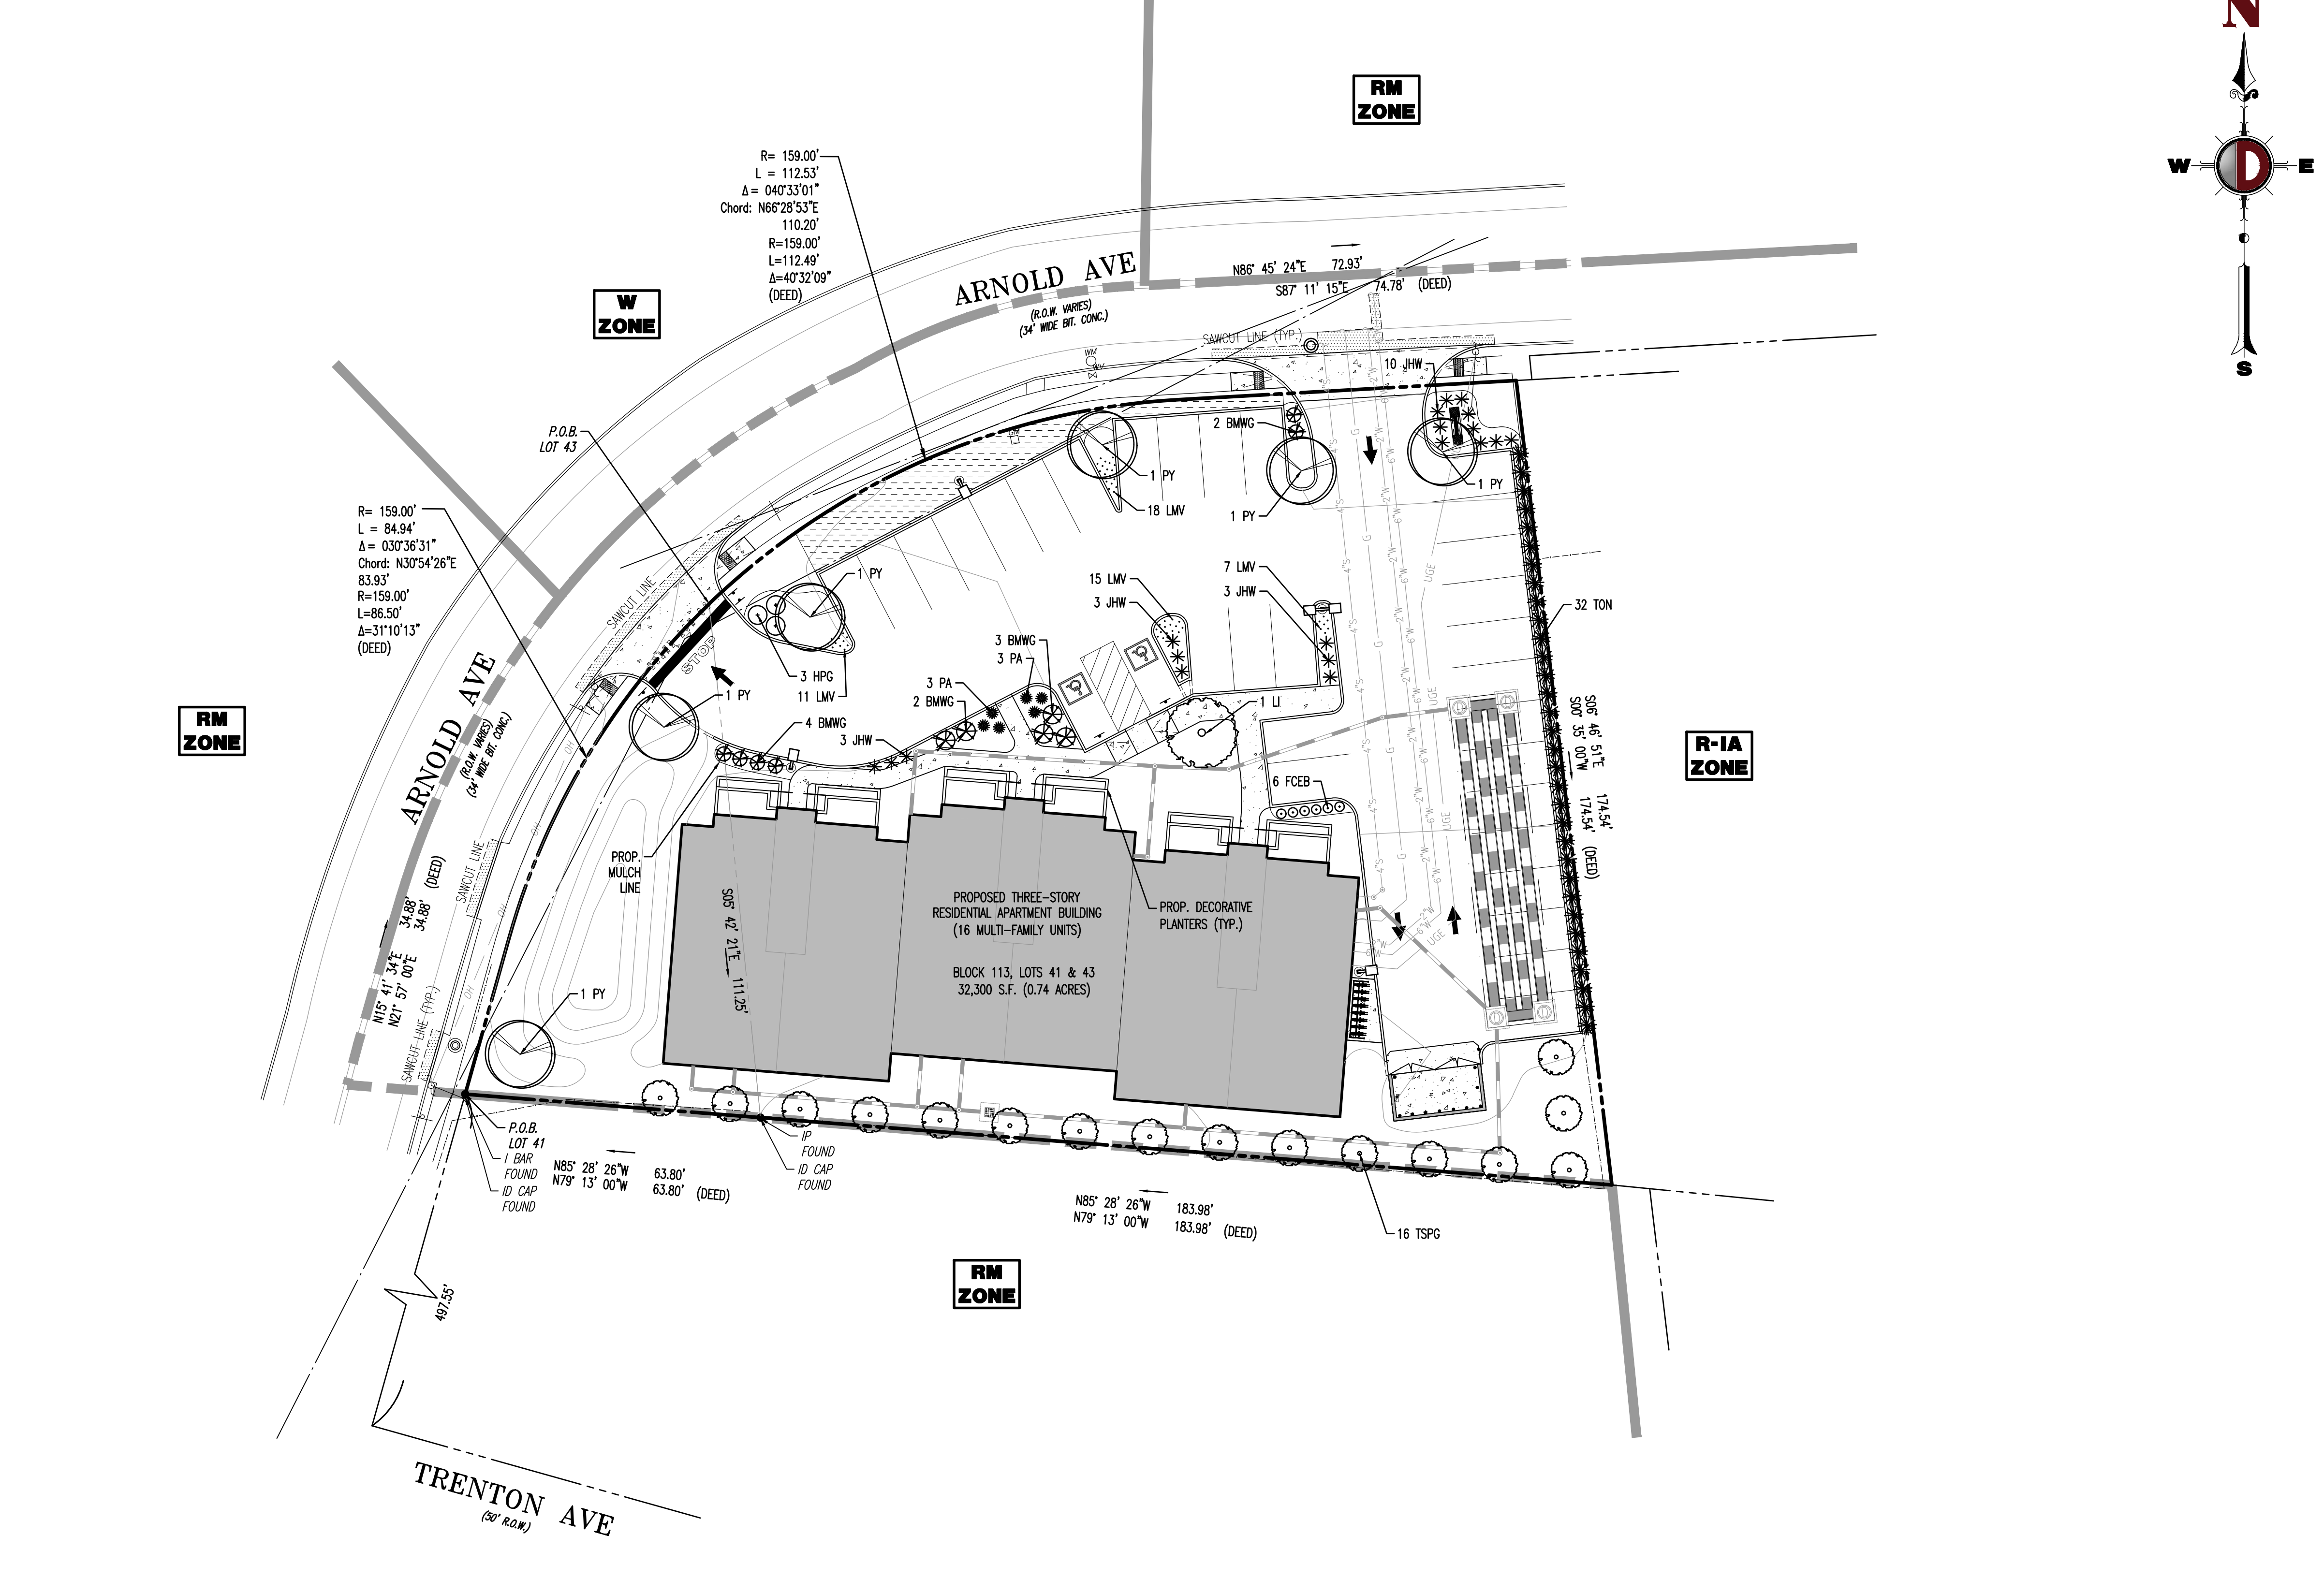 N
W
D
E
S
RM
ZONE
R= 159.00'
L = 112.53'
Δ = 040°33'01"
Chord: N66°28'53"E
110.20'
R=159.00'
L=112.49'
Δ=40°32'09"
(DEED)
W
ZONE
ARNOLD AVE
(R.O.W. VARIES)
(34' WIDE BIT. CONC.)
N86° 45' 24"E 72.93'
S87° 11' 15"E 74.78' (DEED)
SAWCUT LINE (TYP.)
WM
WV
10 JHW
2 BMWG
P.O.B.
LOT 43
1 PY
18 LMV
1 PY
1 PY
R= 159.00'
L = 84.94'
Δ = 030°36'31"
Chord: N30°54'26"E
83.93'
R=159.00'
L=86.50'
Δ=31°10'13"
(DEED)
SAWCUT LINE
STOP
1 PY
15 LMV
3 JHW
7 LMV
3 JHW
32 TON
3 HPG
11 LMV
1 PY
3 BMWG
3 PA
3 PA
2 BMWG
4 BMWG
3 JHW
1 LI
6 FCEB
4"S
G
2"W
6"W
UGE
OH
RM
ZONE
ARNOLD AVE
(R.O.W. VARIES)
(34' WIDE BIT. CONC.)
S06° 46' 51"E 174.54'
S00° 35' 00"W 174.54' (DEED)
R-1A
ZONE
PROP.
MULCH
LINE
SAWCUT LINE
S05° 42' 21"E 111.25'
PROPOSED THREE-STORY
RESIDENTIAL APARTMENT BUILDING
(16 MULTI-FAMILY UNITS)
BLOCK 113, LOTS 41 & 43
32,300 S.F. (0.74 ACRES)
PROP. DECORATIVE
PLANTERS (TYP.)
N15° 41' 34"E 34.88'
N21° 57' 00"E 34.88' (DEED)
SAWCUT LINE (TYP.)
1 PY
P.O.B.
LOT 41
I BAR
FOUND
ID CAP
FOUND
IP
FOUND
ID CAP
FOUND
N85° 28' 26"W 63.80'
N79° 13' 00"W 63.80' (DEED)
N85° 28' 26"W 183.98'
N79° 13' 00"W 183.98' (DEED)
16 TSPG
RM
ZONE
497.55'
TRENTON AVE
(50' R.O.W.)